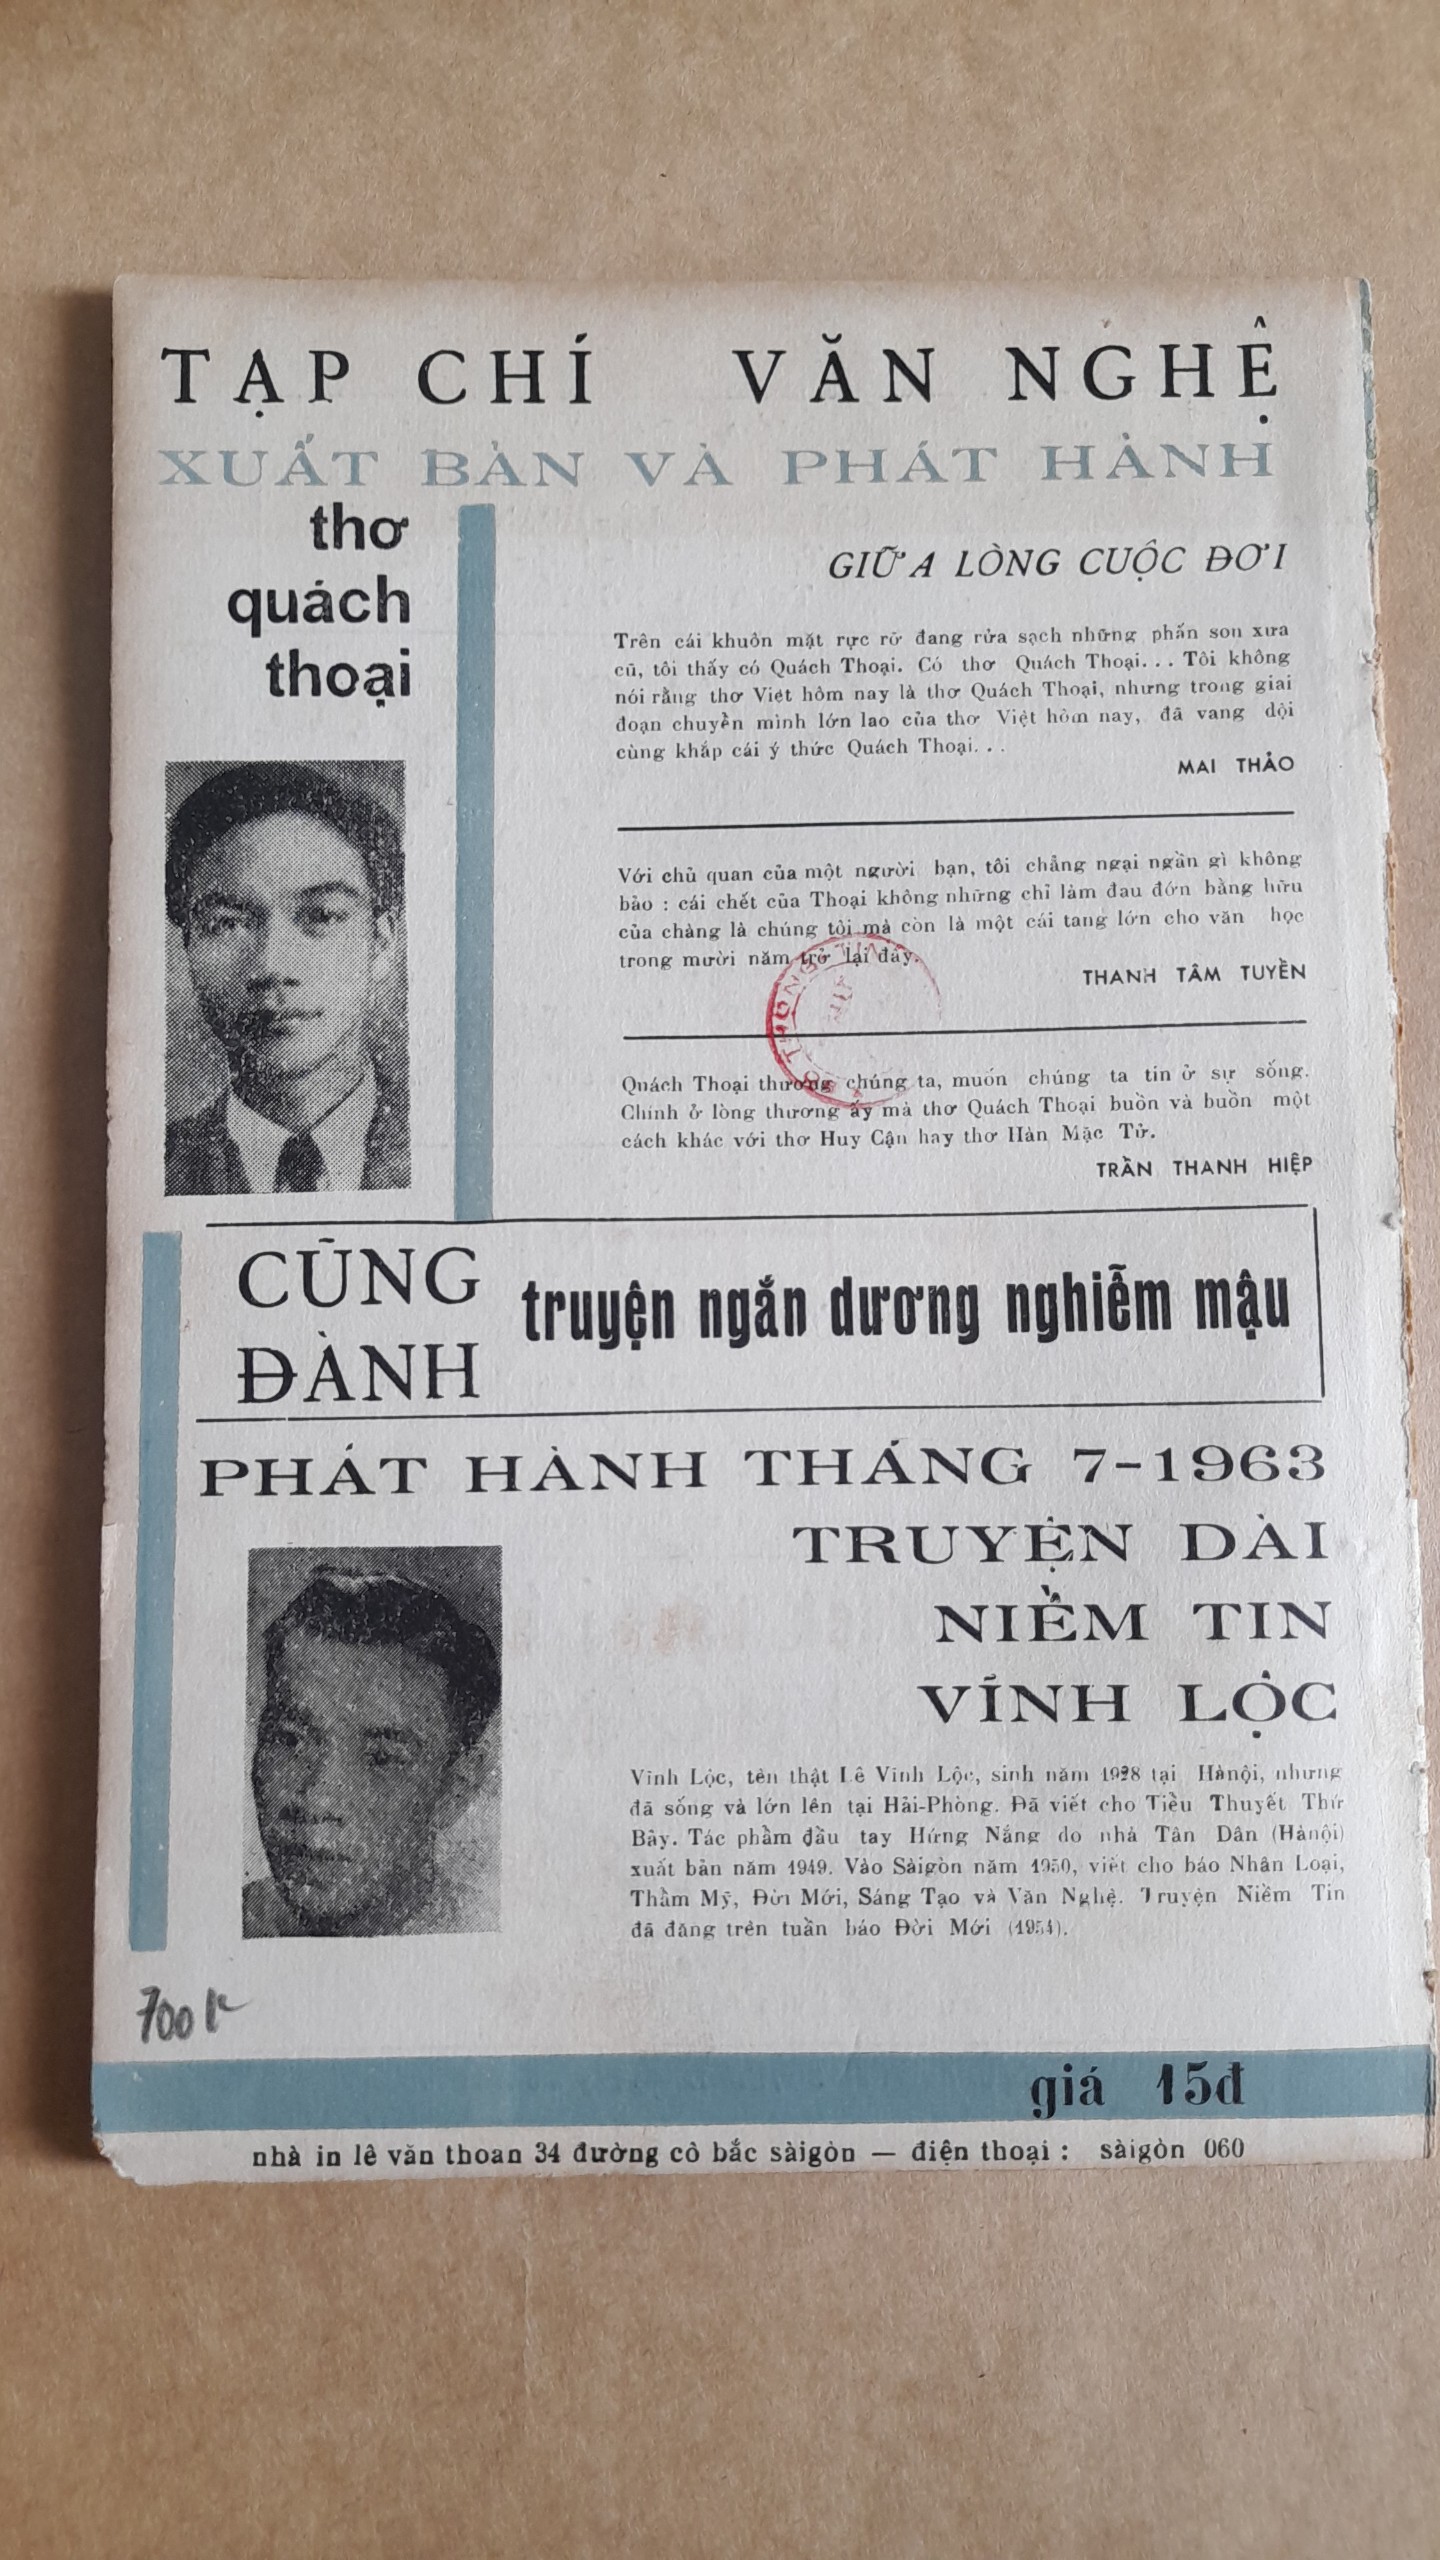 TẠP CHÍ VĂN NGHỆ
XUẤT BẢN VÀ PHÁT HÀNH
thơ
quách
thoại
GIỮA LÒNG CUỘC ĐƠI
Trên cái khuôn mặt rực rỡ đang rửa sạch những phấn son xưa
cũ, tôi thấy có Quách Thoại. Có thơ Quách Thoại... Tôi không
nói rằng thơ Việt hôm nay là thơ Quách Thoại, nhưng trong giai
đoạn chuyển mình lớn lao của thơ Việt hôm nay, đã vang dội
cùng khắp cái ý thức Quách Thoại...
MAI THẢO
Với chủ quan của một người bạn, tôi chẳng ngại ngần gì không
bảo : cái chết của Thoại không những chỉ làm đau đớn bằng hữu
của chàng là chúng tôi mà còn là một cái tang lớn cho văn học
trong mười năm trở lại đây.
THANH TÂM TUYỀN
Quách Thoại thương chúng ta, muốn chúng ta tin ở sự sống.
Chính ở lòng thương ấy mà thơ Quách Thoại buồn và buồn một
cách khác với thơ Huy Cận hay thơ Hàn Mặc Tử.
TRẦN THANH HIỆP
CŨNG
ĐÀNH
truyện ngắn dương nghiễm mậu
PHÁT HÀNH THÁNG 7-1963
TRUYỆN DÀI
NIỀM TIN
VĨNH LỘC
Vĩnh Lộc, tên thật Lê Vĩnh Lộc, sinh năm 1928 tại Hànội, nhưng
đã sống và lớn lên tại Hải-Phòng. Đã viết cho Tiểu Thuyết Thứ
Bảy. Tác phẩm đầu tay Hứng Nắng do nhà Tân Dân (Hànội)
xuất bản năm 1949. Vào Sàigòn năm 1950, viết cho báo Nhân Loại,
Thẩm Mỹ, Đời Mới, Sáng Tạo và Văn Nghệ. Truyện Niềm Tin
đã đăng trên tuần báo Đời Mới (1954).
700k
giá 15đ
nhà in lê văn thoan 34 đường cô bắc sàigòn — điện thoại : sàigòn 060